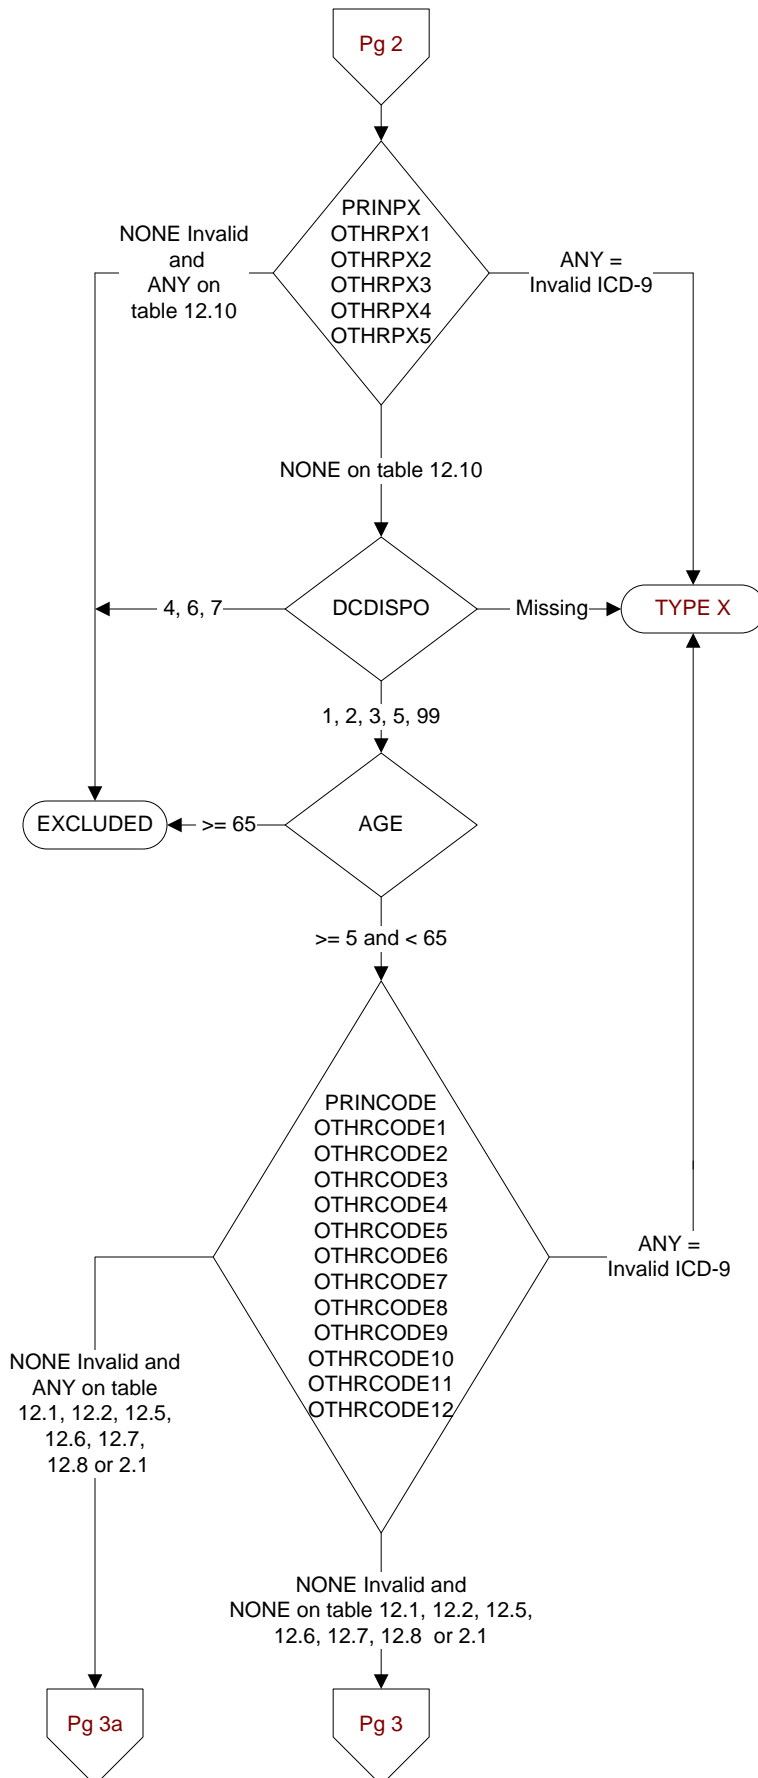 Pg 2
PRINPX
OTHRPX1
OTHRPX2
OTHRPX3
OTHRPX4
OTHRPX5
NONE Invalid
and
ANY on
table 12.10
ANY =
Invalid ICD-9
NONE on table 12.10
4, 6, 7
DCDISPO
Missing
TYPE X
1, 2, 3, 5, 99
EXCLUDED
>= 65
AGE
>= 5 and < 65
PRINCODE
OTHRCODE1
OTHRCODE2
OTHRCODE3
OTHRCODE4
OTHRCODE5
OTHRCODE6
OTHRCODE7
OTHRCODE8
OTHRCODE9
OTHRCODE10
OTHRCODE11
OTHRCODE12
ANY =
Invalid ICD-9
NONE Invalid and
ANY on table
12.1, 12.2, 12.5,
12.6, 12.7,
12.8 or 2.1
NONE Invalid and
NONE on table 12.1, 12.2, 12.5,
12.6, 12.7, 12.8 or 2.1
Pg 3a
Pg 3